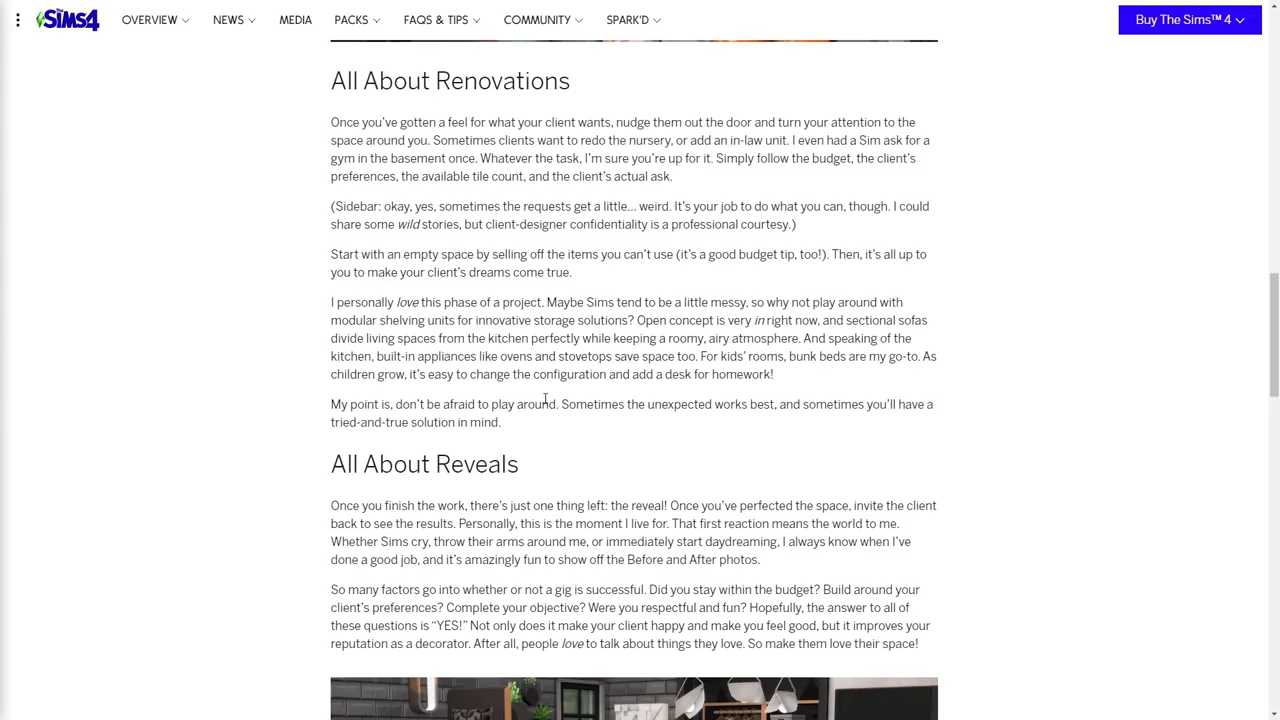 The SiMS4
OVERVIEW
NEWS
MEDIA
PACKS
FAQS & TIPS
COMMUNITY
SPARK'D
Buy The Sims™ 4
All About Renovations
Once you’ve gotten a feel for what your client wants, nudge them out the door and turn your attention to the
space around you. Sometimes clients want to redo the nursery, or add an in-law unit. I even had a Sim ask for a
gym in the basement once. Whatever the task, I’m sure you’re up for it. Simply follow the budget, the client’s
preferences, the available tile count, and the client’s actual ask.
(Sidebar: okay, yes, sometimes the requests get a little… weird. It’s your job to do what you can, though. I could
share some wild stories, but client-designer confidentiality is a professional courtesy.)
Start with an empty space by selling off the items you can’t use (it’s a good budget tip, too!). Then, it’s all up to
you to make your client’s dreams come true.
I personally love this phase of a project. Maybe Sims tend to be a little messy, so why not play around with
modular shelving units for innovative storage solutions? Open concept is very in right now, and sectional sofas
divide living spaces from the kitchen perfectly while keeping a roomy, airy atmosphere. And speaking of the
kitchen, built-in appliances like ovens and stovetops save space too. For kids’ rooms, bunk beds are my go-to. As
children grow, it’s easy to change the configuration and add a desk for homework!
My point is, don’t be afraid to play around. Sometimes the unexpected works best, and sometimes you’ll have a
tried-and-true solution in mind.
All About Reveals
Once you finish the work, there’s just one thing left: the reveal! Once you’ve perfected the space, invite the client
back to see the results. Personally, this is the moment I live for. That first reaction means the world to me.
Whether Sims cry, throw their arms around me, or immediately start daydreaming, I always know when I’ve
done a good job, and it’s amazingly fun to show off the Before and After photos.
So many factors go into whether or not a gig is successful. Did you stay within the budget? Build around your
client’s preferences? Complete your objective? Were you respectful and fun? Hopefully, the answer to all of
these questions is “YES!” Not only does it make your client happy and make you feel good, but it improves your
reputation as a decorator. After all, people love to talk about things they love. So make them love their space!